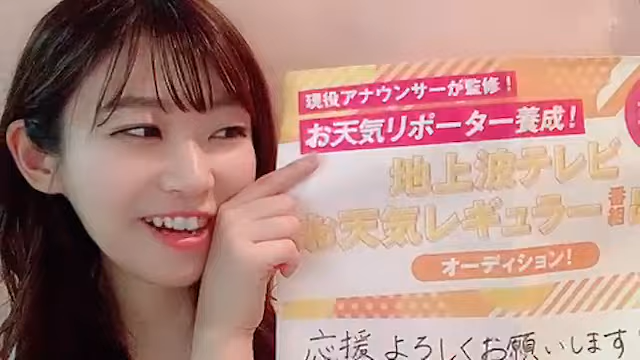 現役アナウンサーが監修!
お天気リポーター養成!
地上波テレビ
お天気レギュラー番組
オーディション!
応援よろしくお願いします